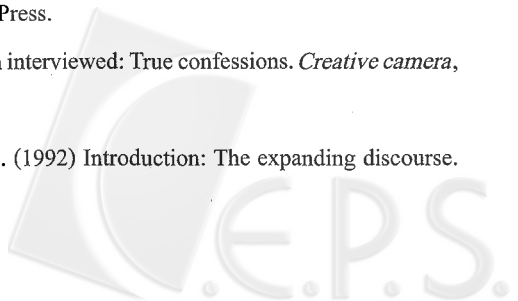 Press.
interviewed: True confessions. Creative camera,
. (1992) Introduction: The expanding discourse.
C.E.P.S.